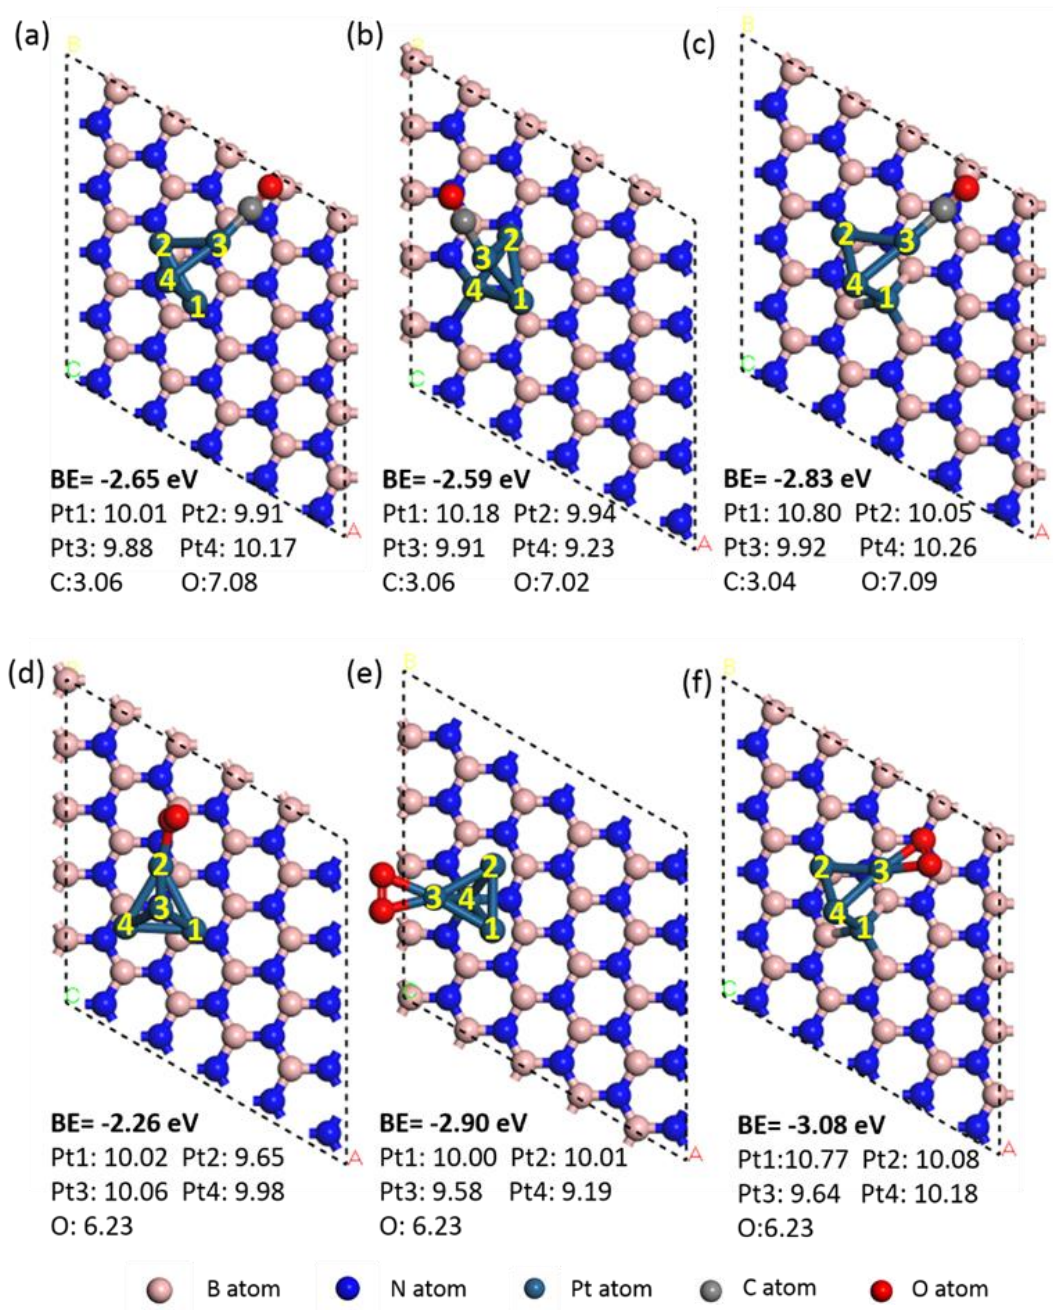 (a)
(b)
(c)
B
B
B
2 3 4 1
2 3 4 1
2 3 4 1
C
C
C
A
A
A
BE= -2.65 eV
Pt1: 10.01 Pt2: 9.91
Pt3: 9.88 Pt4: 10.17
C:3.06 O:7.08
BE= -2.59 eV
Pt1: 10.18 Pt2: 9.94
Pt3: 9.91 Pt4: 9.23
C:3.06 O:7.02
BE= -2.83 eV
Pt1: 10.80 Pt2: 10.05
Pt3: 9.92 Pt4: 10.26
C:3.04 O:7.09
(d)
(e)
(f)
B
B
2 3 4 1
2 3 4 1
2 3 4 1
C
C
A
A
A
BE= -2.26 eV
Pt1: 10.02 Pt2: 9.65
Pt3: 10.06 Pt4: 9.98
O: 6.23
BE= -2.90 eV
Pt1: 10.00 Pt2: 10.01
Pt3: 9.58 Pt4: 9.19
O: 6.23
BE= -3.08 eV
Pt1:10.77 Pt2: 10.08
Pt3: 9.64 Pt4: 10.18
O:6.23
B atom N atom Pt atom C atom O atom